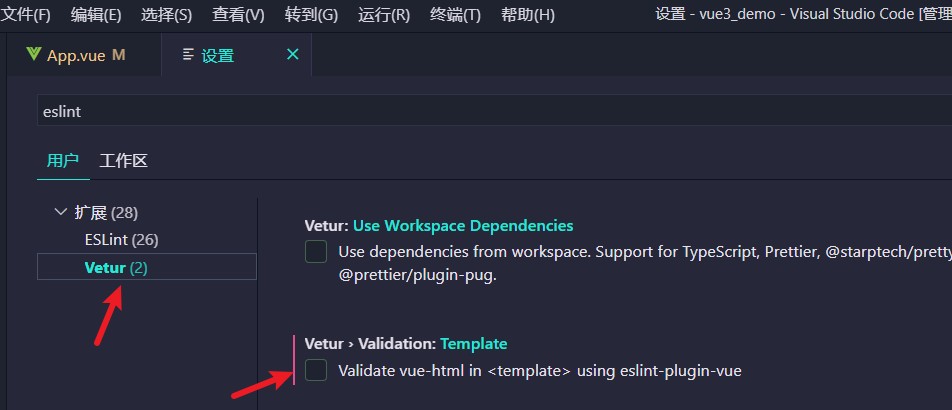 文件(F) 编辑(E) 选择(S) 查看(V) 转到(G) 运行(R) 终端(T) 帮助(H) 设置 - vue3_demo - Visual Studio Code [管理
App.vue M 设置
eslint
用户 工作区
扩展 (28)
ESLint (26)
Vetur (2)
Vetur: Use Workspace Dependencies
Use dependencies from workspace. Support for TypeScript, Prettier, @starptech/pretty
@prettier/plugin-pug.
Vetur › Validation: Template
Validate vue-html in <template> using eslint-plugin-vue